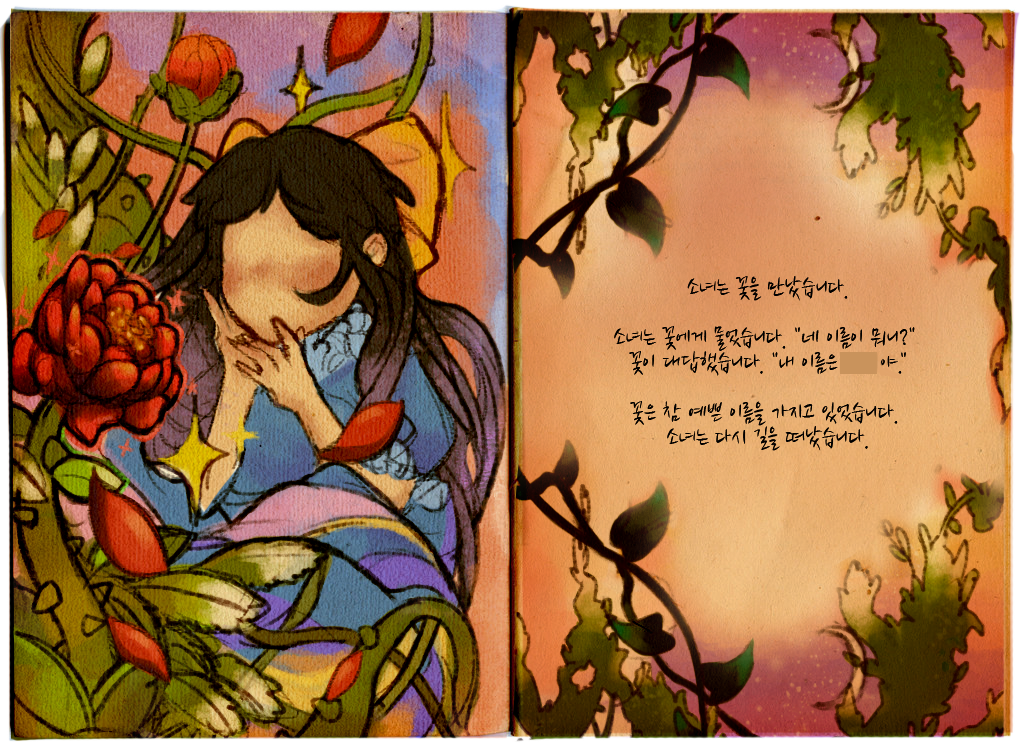 소녀는 꽃을 만났습니다.
소녀는 꽃에게 물었습니다. "네 이름이 뭐니?"
꽃이 대답했습니다. "내 이름은 야."
꽃은 참 예쁜 이름을 가지고 있었습니다.
소녀는 다시 길을 떠났습니다.